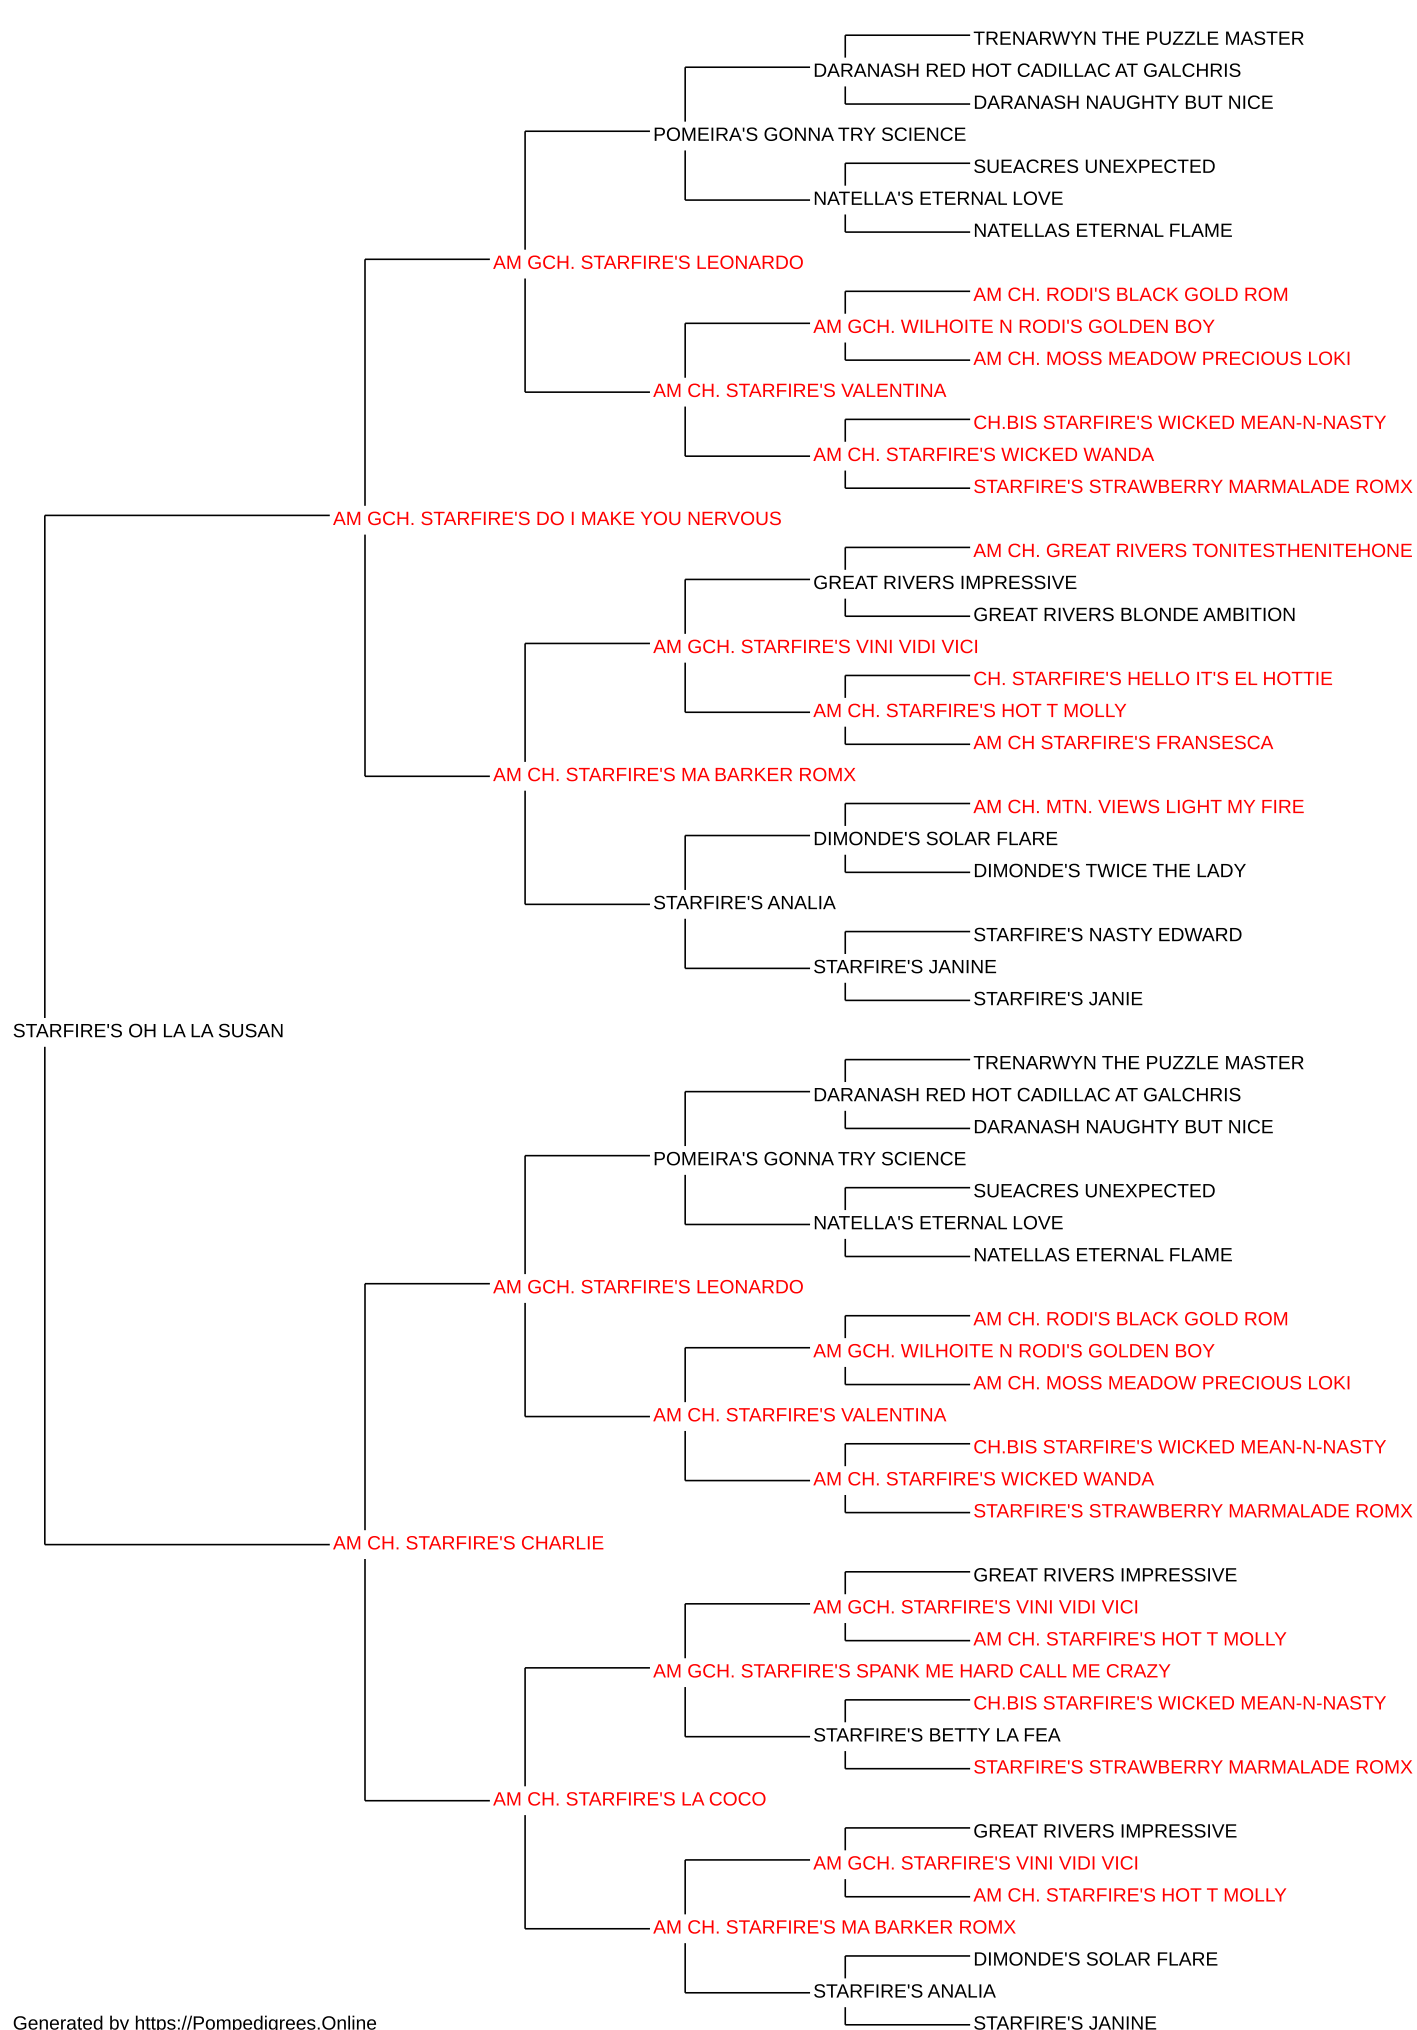 TRENARWYN THE PUZZLE MASTER
DARANASH RED HOT CADILLAC AT GALCHRIS
DARANASH NAUGHTY BUT NICE
POMEIRA'S GONNA TRY SCIENCE
SUEACRES UNEXPECTED
NATELLA'S ETERNAL LOVE
NATELLAS ETERNAL FLAME
AM GCH. STARFIRE'S LEONARDO
AM CH. RODI'S BLACK GOLD ROM
AM GCH. WILHOITE N RODI'S GOLDEN BOY
AM CH. MOSS MEADOW PRECIOUS LOKI
AM CH. STARFIRE'S VALENTINA
CH.BIS STARFIRE'S WICKED MEAN-N-NASTY
AM CH. STARFIRE'S WICKED WANDA
STARFIRE'S STRAWBERRY MARMALADE ROMX
AM GCH. STARFIRE'S DO I MAKE YOU NERVOUS
AM CH. GREAT RIVERS TONITESTHENITEHONE
GREAT RIVERS IMPRESSIVE
GREAT RIVERS BLONDE AMBITION
AM GCH. STARFIRE'S VINI VIDI VICI
CH. STARFIRE'S HELLO IT'S EL HOTTIE
AM CH. STARFIRE'S HOT T MOLLY
AM CH STARFIRE'S FRANSESCA
AM CH. STARFIRE'S MA BARKER ROMX
AM CH. MTN. VIEWS LIGHT MY FIRE
DIMONDE'S SOLAR FLARE
DIMONDE'S TWICE THE LADY
STARFIRE'S ANALIA
STARFIRE'S NASTY EDWARD
STARFIRE'S JANINE
STARFIRE'S JANIE
STARFIRE'S OH LA LA SUSAN
TRENARWYN THE PUZZLE MASTER
DARANASH RED HOT CADILLAC AT GALCHRIS
DARANASH NAUGHTY BUT NICE
POMEIRA'S GONNA TRY SCIENCE
SUEACRES UNEXPECTED
NATELLA'S ETERNAL LOVE
NATELLAS ETERNAL FLAME
AM GCH. STARFIRE'S LEONARDO
AM CH. RODI'S BLACK GOLD ROM
AM GCH. WILHOITE N RODI'S GOLDEN BOY
AM CH. MOSS MEADOW PRECIOUS LOKI
AM CH. STARFIRE'S VALENTINA
CH.BIS STARFIRE'S WICKED MEAN-N-NASTY
AM CH. STARFIRE'S WICKED WANDA
STARFIRE'S STRAWBERRY MARMALADE ROMX
AM CH. STARFIRE'S CHARLIE
GREAT RIVERS IMPRESSIVE
AM GCH. STARFIRE'S VINI VIDI VICI
AM CH. STARFIRE'S HOT T MOLLY
AM GCH. STARFIRE'S SPANK ME HARD CALL ME CRAZY
CH.BIS STARFIRE'S WICKED MEAN-N-NASTY
STARFIRE'S BETTY LA FEA
STARFIRE'S STRAWBERRY MARMALADE ROMX
AM CH. STARFIRE'S LA COCO
GREAT RIVERS IMPRESSIVE
AM GCH. STARFIRE'S VINI VIDI VICI
AM CH. STARFIRE'S HOT T MOLLY
AM CH. STARFIRE'S MA BARKER ROMX
DIMONDE'S SOLAR FLARE
STARFIRE'S ANALIA
STARFIRE'S JANINE
Generated by https://Pompedigrees.Online